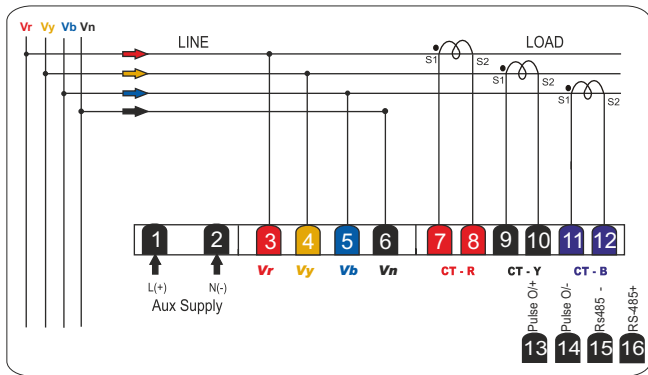 Vr Vy Vb Vn
LINE LOAD
S1 S2
S1 S2
S1 S2
1 2 3 4 5 6 7 8 9 10 11 12
L(+) N(-) Vr Vy Vb Vn CT - R CT - Y CT - B
Aux Supply
Pulse O/+ Pulse O/- Rs485 - RS-485+
13 14 15 16